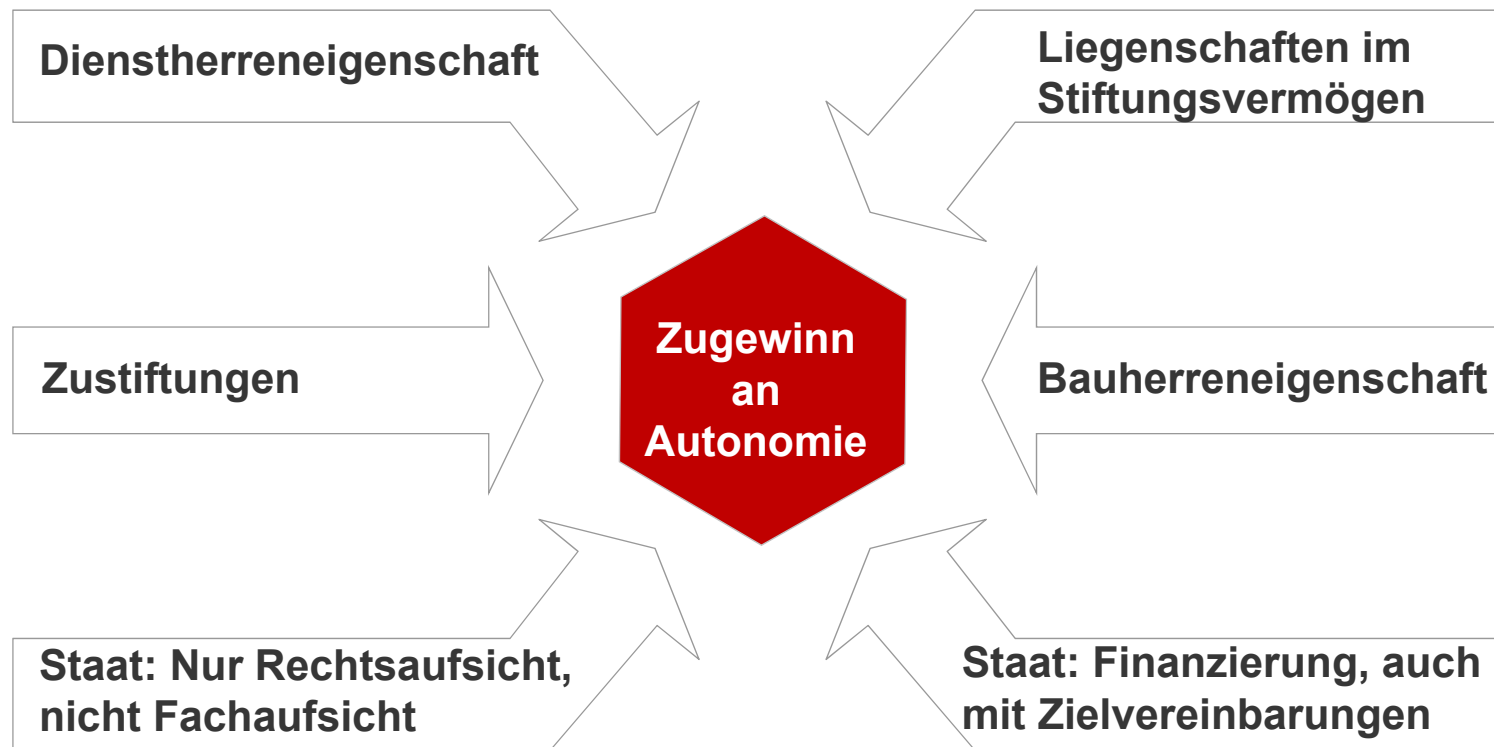 Dienstherreneigenschaft
Liegenschaften im
Stiftungsvermögen
Zustiftungen
Zugewinn
an
Autonomie
Bauherreneigenschaft
Staat: Nur Rechtsaufsicht,
nicht Fachaufsicht
Staat: Finanzierung, auch
mit Zielvereinbarungen